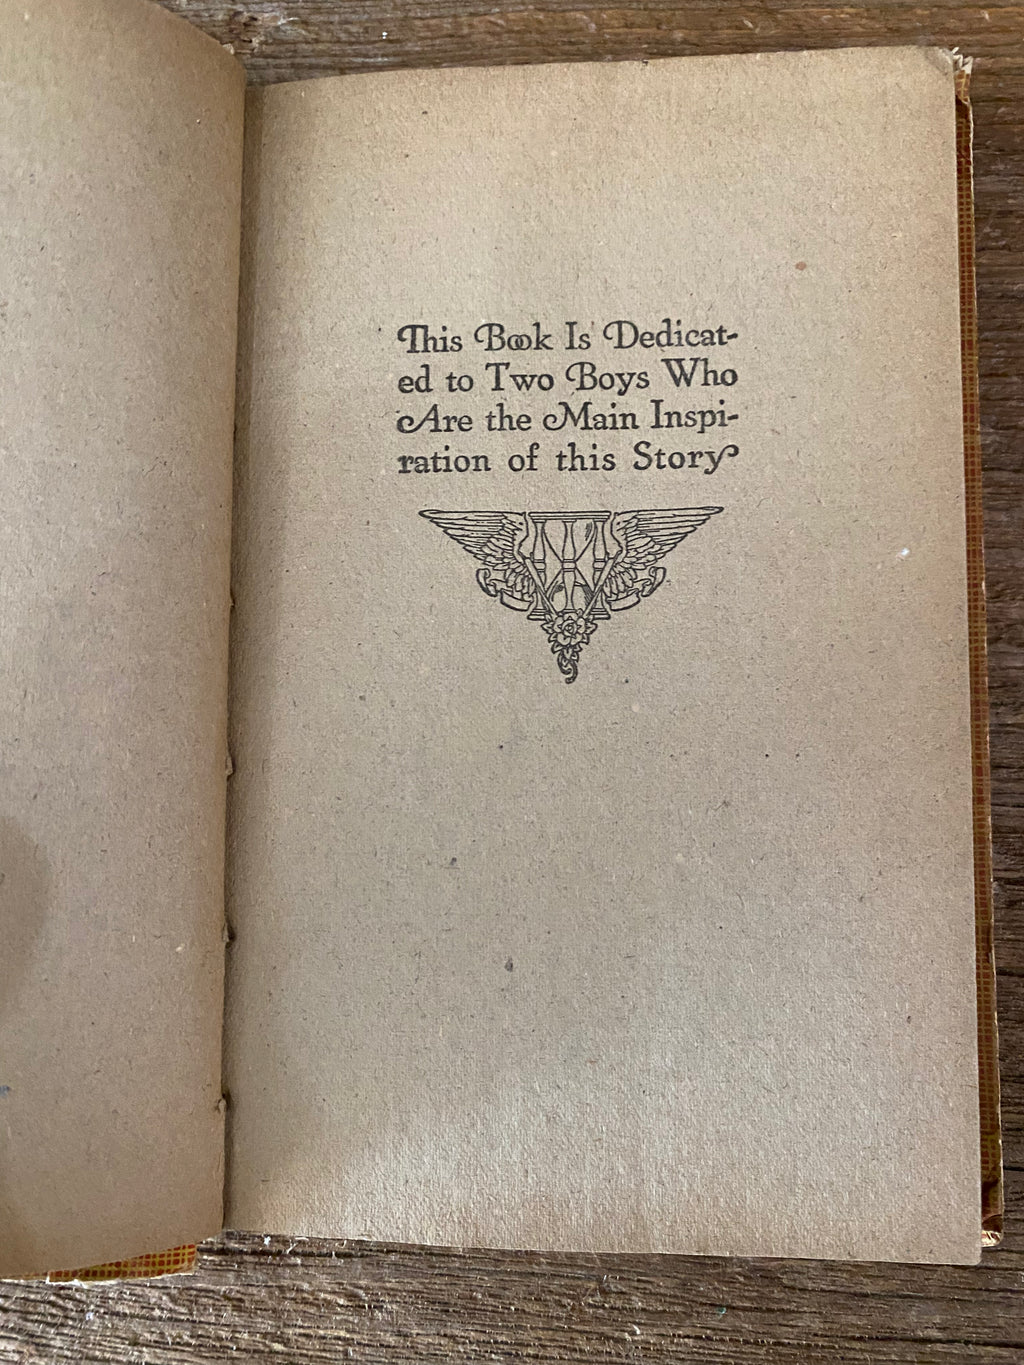 This Book Is Dedicat-
ed to Two Boys Who
Are the Main Inspi-
ration of this Story